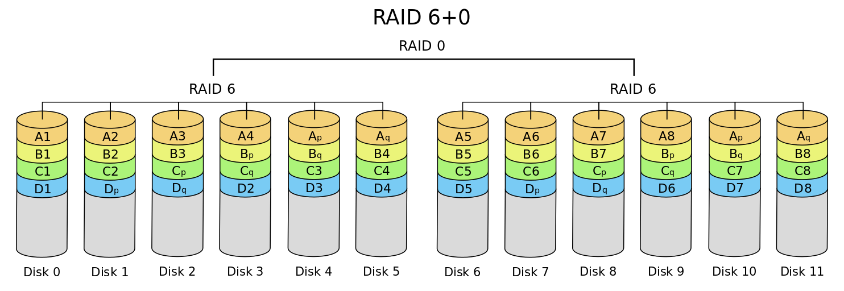 RAID 6+0
RAID 0
RAID 6 RAID 6
A1 A2 A3 A4 Ap Aq A5 A6 A7 A8 Ap Aq
B1 B2 B3 Bp Bq B4 B5 B6 B7 Bp Bq B8
C1 C2 Cp Cq C3 C4 C5 C6 Cp Cq C7 C8
D1 Dp Dq D2 D3 D4 D5 Dp Dq D6 D7 D8
Disk 0 Disk 1 Disk 2 Disk 3 Disk 4 Disk 5 Disk 6 Disk 7 Disk 8 Disk 9 Disk 10 Disk 11